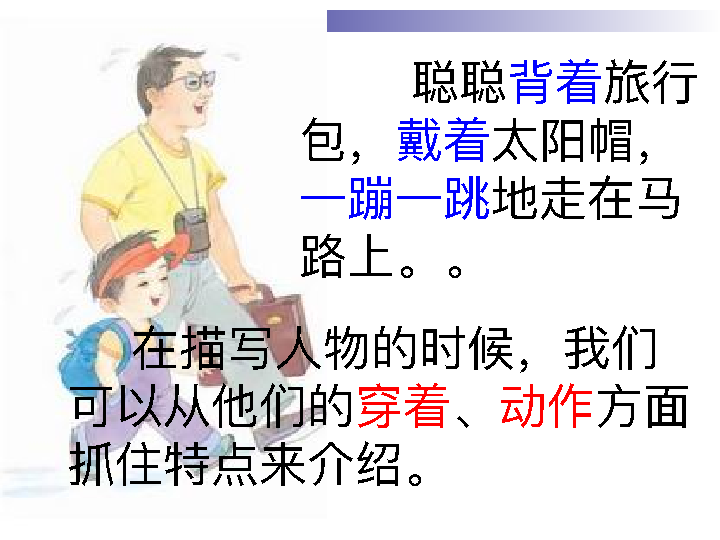 聪聪背着旅行
包，戴着太阳帽，
一蹦一跳地走在马
路上。。
在描写人物的时候，我们
可以从他们的穿着、动作方面
抓住特点来介绍。